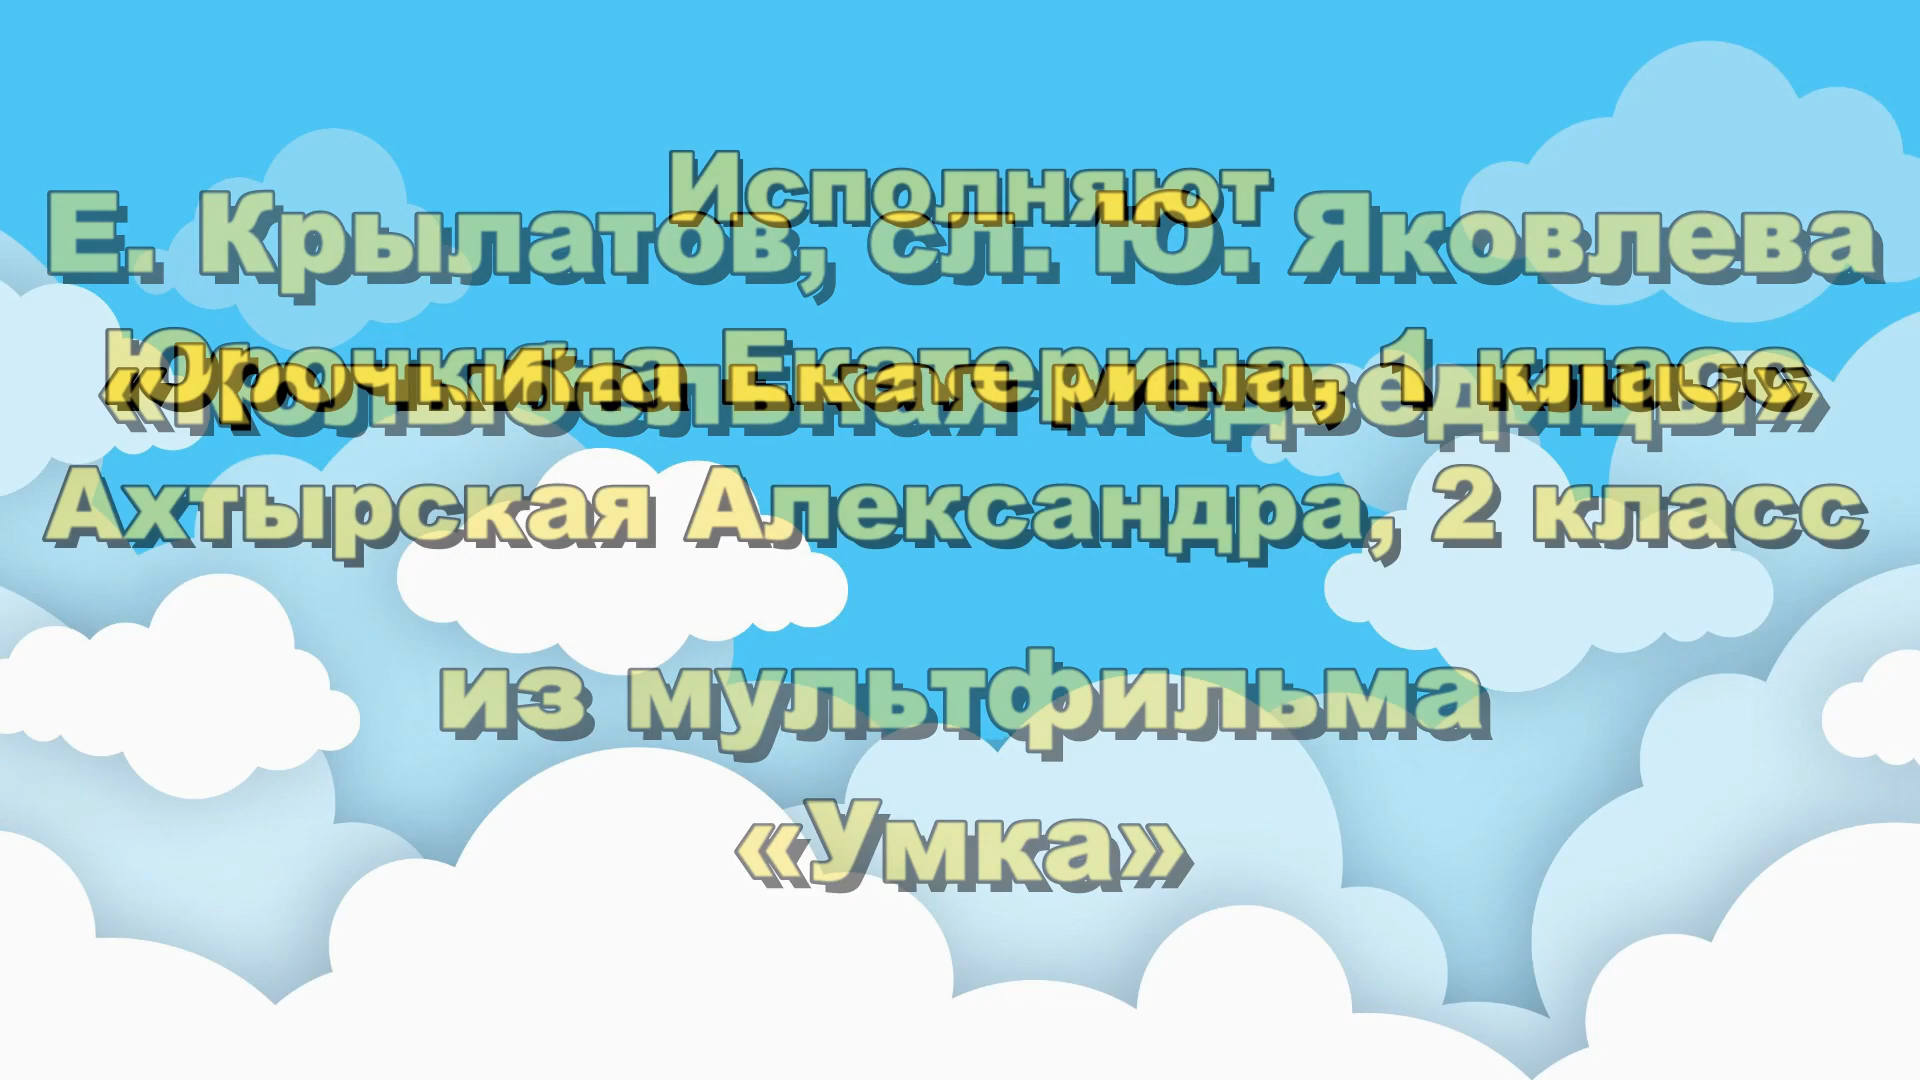 Исполняют
Е. Крылатов, сл. Ю. Яковлева
Юрочкина Екатерина, 1 класс
«Колыбельная медведицы»
Ахтырская Александра, 2 класс
из мультфильма
«Умка»